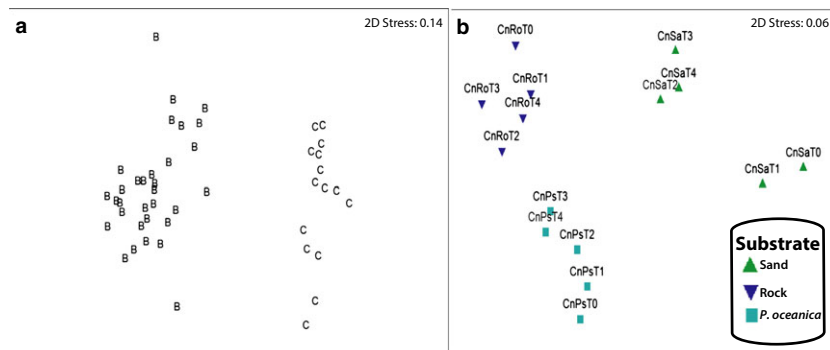 a
2D Stress: 0.14
B
B
B
B B B
B
B
B B
B B B
B B
B B B
B B B
B B
B B B
B B
B B
B
B
CC
C
CC
C
C C C
C
C
C C
C
C
b
2D Stress: 0.06
CnRoT0
CnSaT3
CnRoT1
CnSaT4
CnRoT3
CnSaT2
CnRoT4
CnRoT2
CnSaT0
CnSaT1
CnPsT3
CnPsT4
CnPsT2
CnPsT1
CnPsT0
Substrate
Sand
Rock
P. oceanica